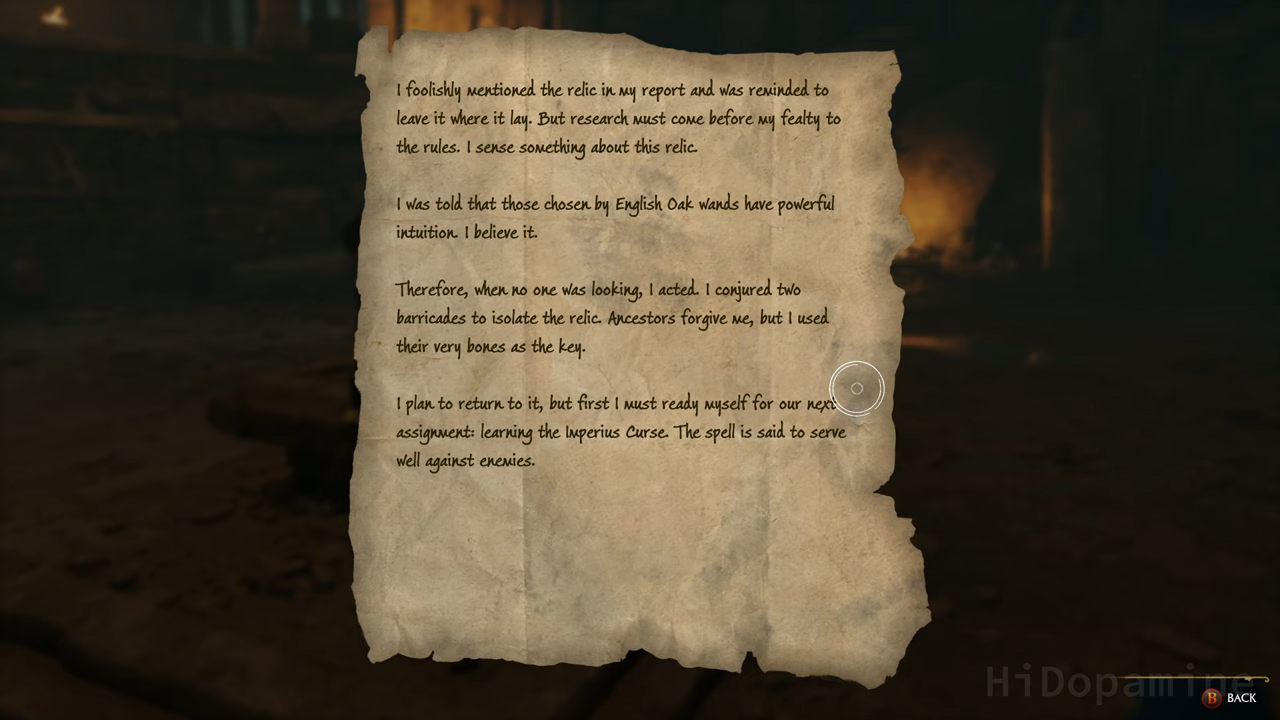 I foolishly mentioned the relic in my report and was reminded to
leave it where it lay. But research must come before my fealty to
the rules. I sense something about this relic.
I was told that those chosen by English Oak wands have powerful
intuition. I believe it.
Therefore, when no one was looking, I acted. I conjured two
barricades to isolate the relic. Ancestors forgive me, but I used
their very bones as the key.
I plan to return to it, but first I must ready myself for our next
assignment: learning the Imperius Curse. The spell is said to serve
well against enemies.
HiDopamine
B BACK